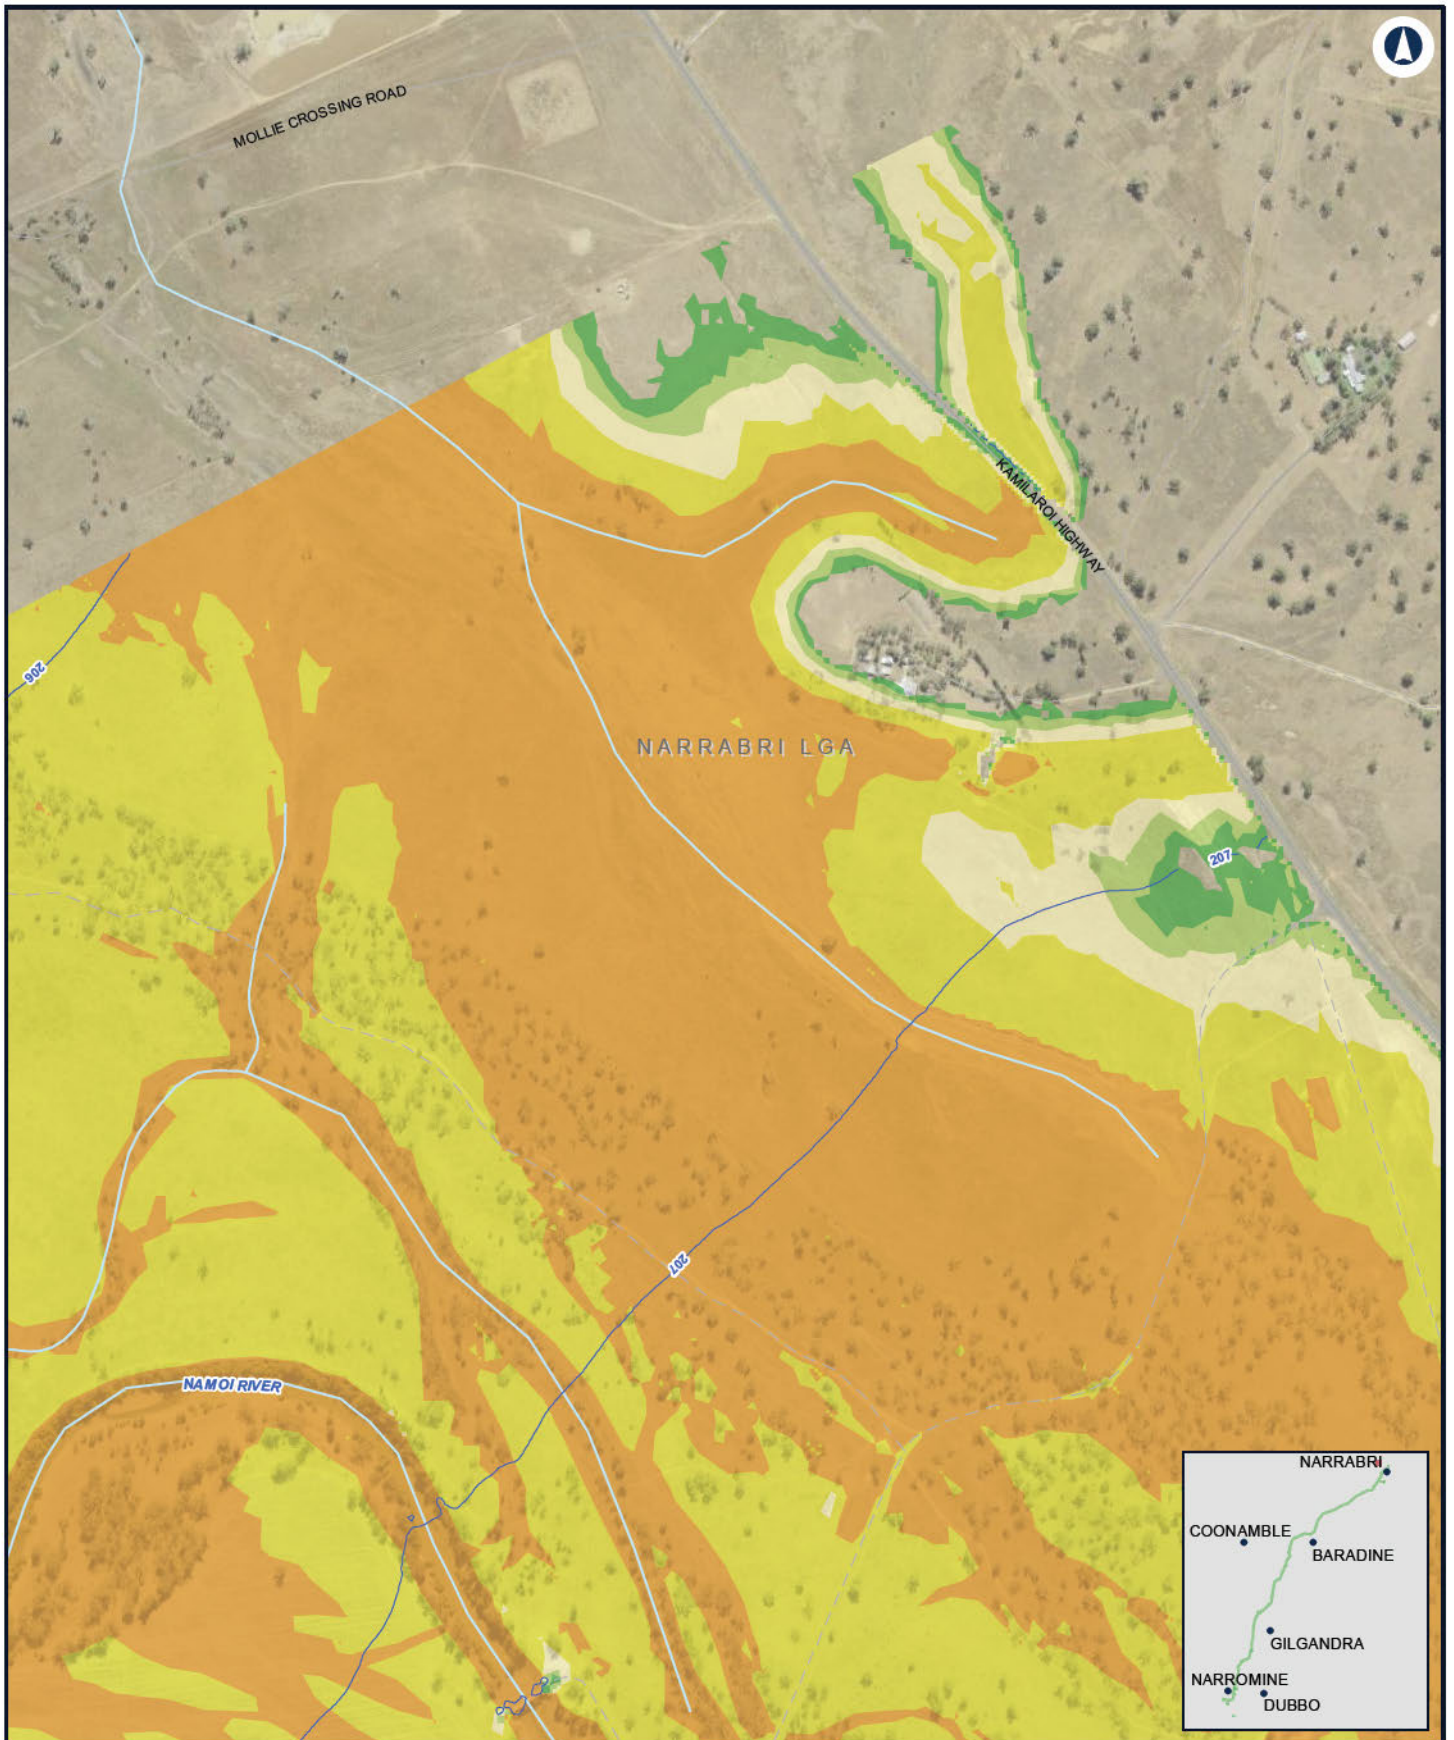 MOLLIE CROSSING ROAD
KAMILAROI HIGHWAY
206
NARRABRI LGA
207
207
NAMOI RIVER
NARRABRI
COONAMBLE
BARADINE
GILGANDRA
NARROMINE
DUBBO